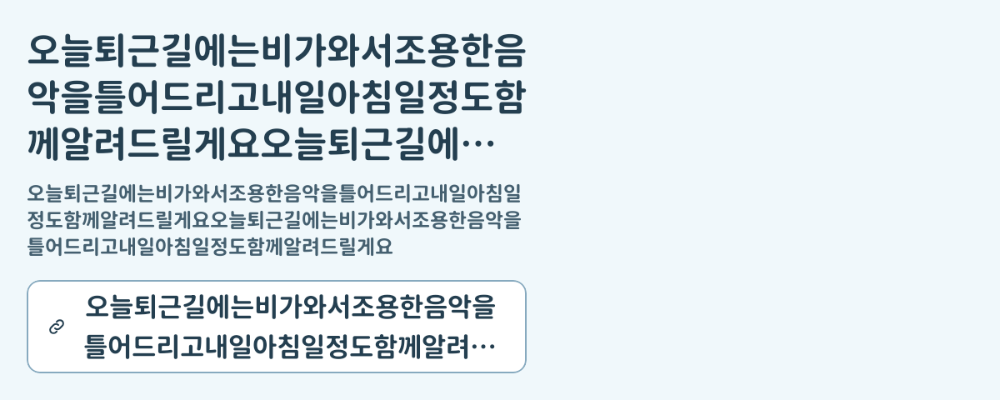 오늘퇴근길에는비가와서조용한음
악을틀어드리고내일아침일정도함
께알려드릴게요오늘퇴근길에…
오늘퇴근길에는비가와서조용한음악을틀어드리고내일아침일
정도함께알려드릴게요오늘퇴근길에는비가와서조용한음악을
틀어드리고내일아침일정도함께알려드릴게요
오늘퇴근길에는비가와서조용한음악을
틀어드리고내일아침일정도함께알려…